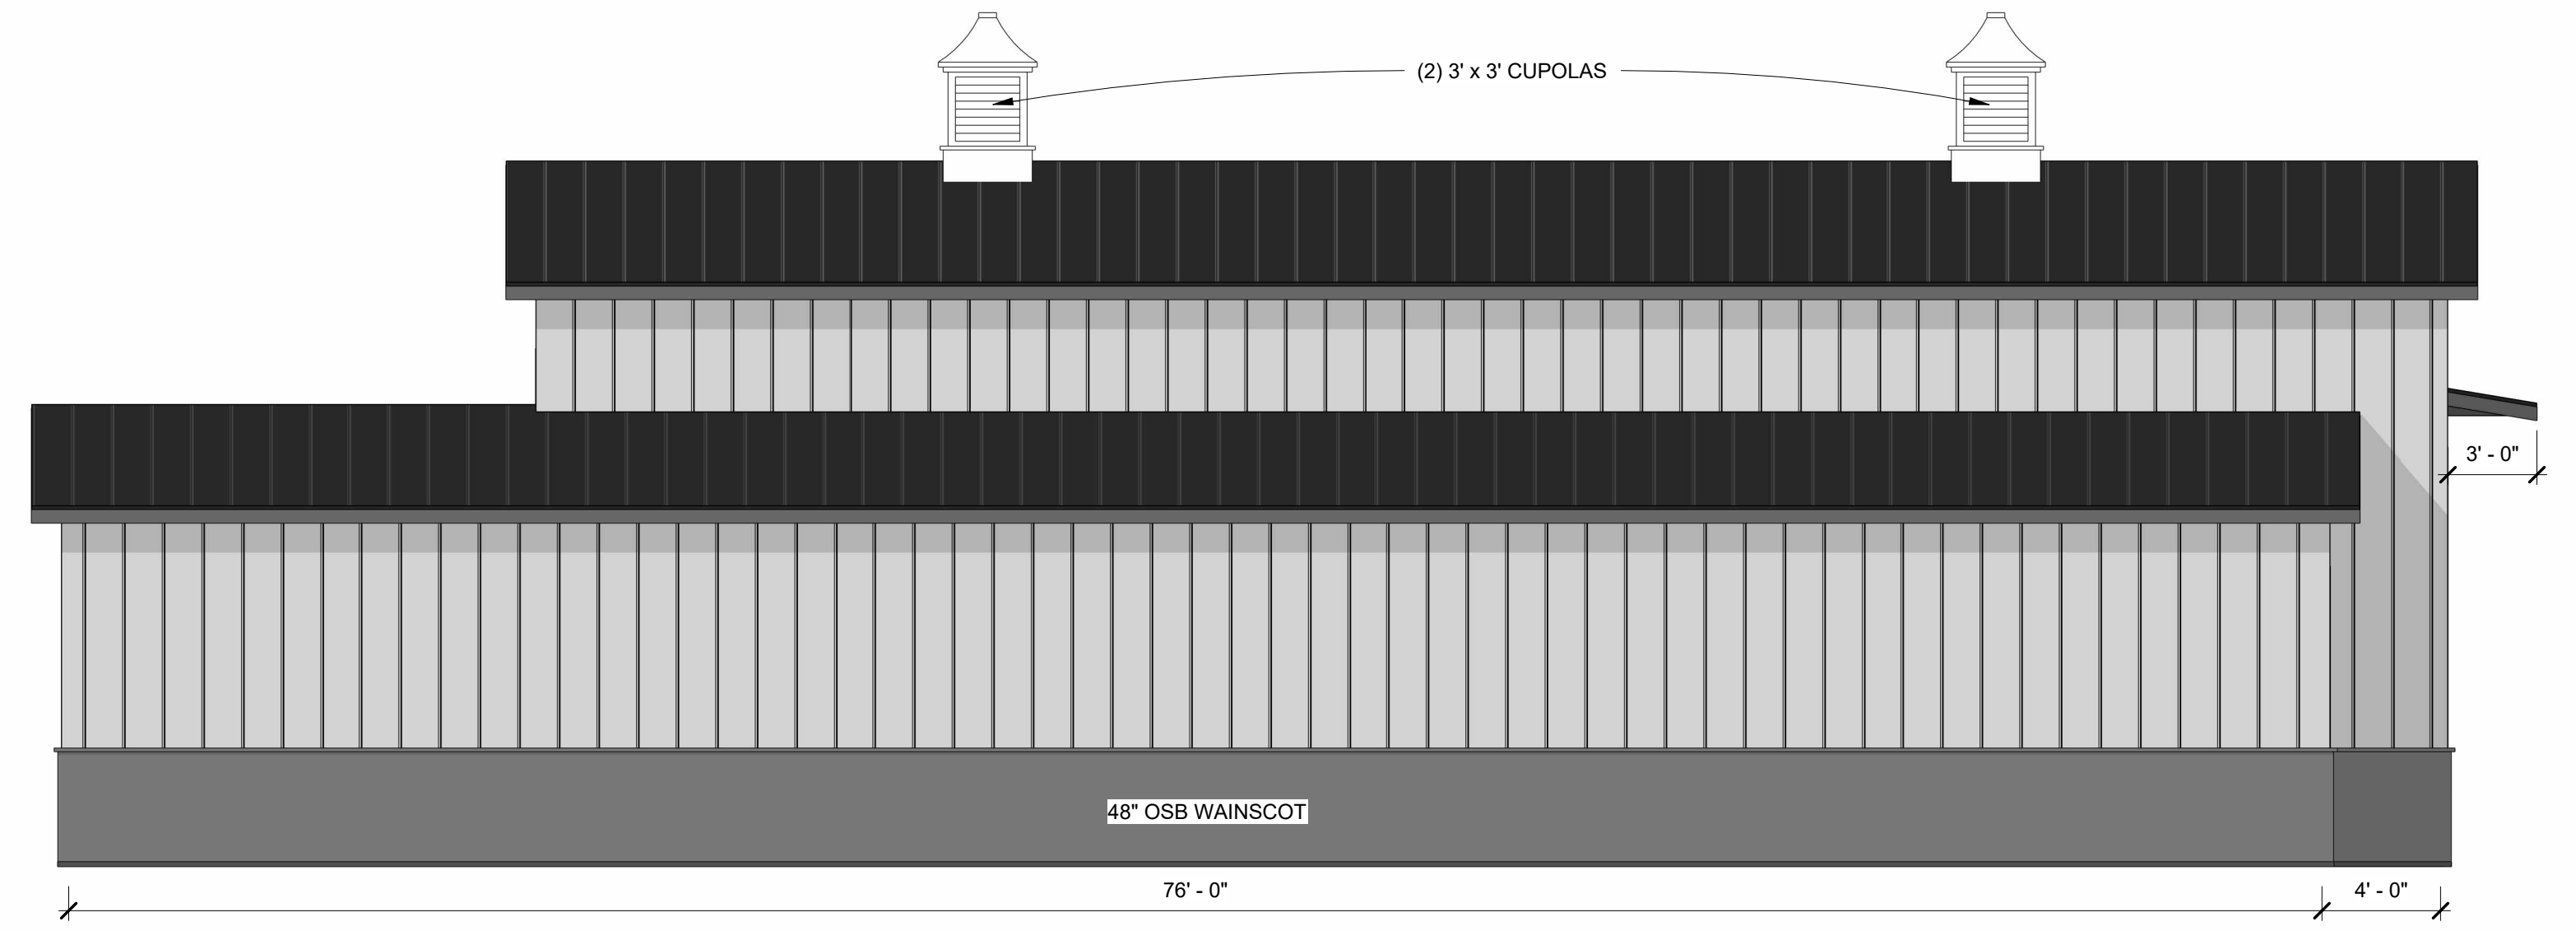 (2) 3' x 3' CUPOLAS
3' - 0"
48" OSB WAINSCOT
76' - 0"
4' - 0"